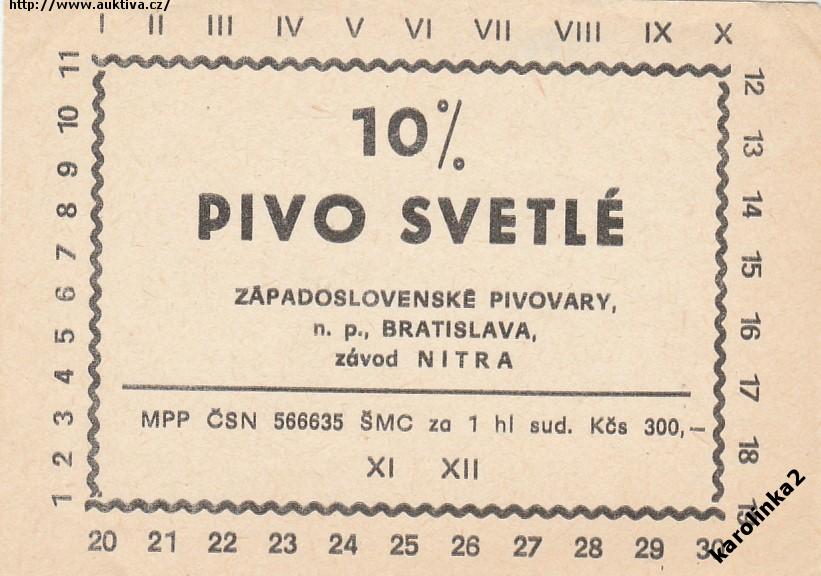 http://www.auktiva.cz/
I II III IV V VI VII VIII IX X
11
10
9
8
7
6
5
4
3
2
1
10%
PIVO SVETLÉ
ZÁPADOSLOVENSKÉ PIVOVARY,
n. p., BRATISLAVA,
závod NITRA
MPP ČSN 566635 ŠMC za 1 hl sud. Kčs 300,—
XI XII
12
13
14
15
16
17
18
19
20 21 22 23 24 25 26 27 28 29 30
karolinka2